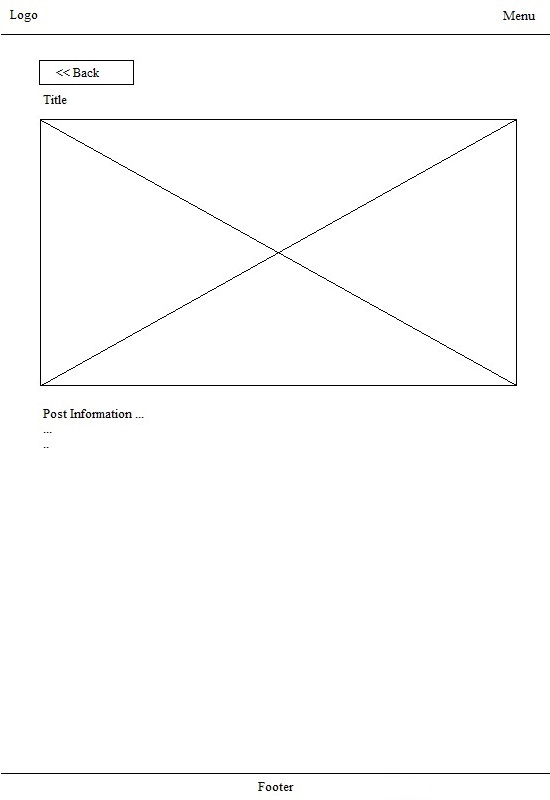 Logo
Menu
<< Back
Title
Post Information ...
...
..
Footer